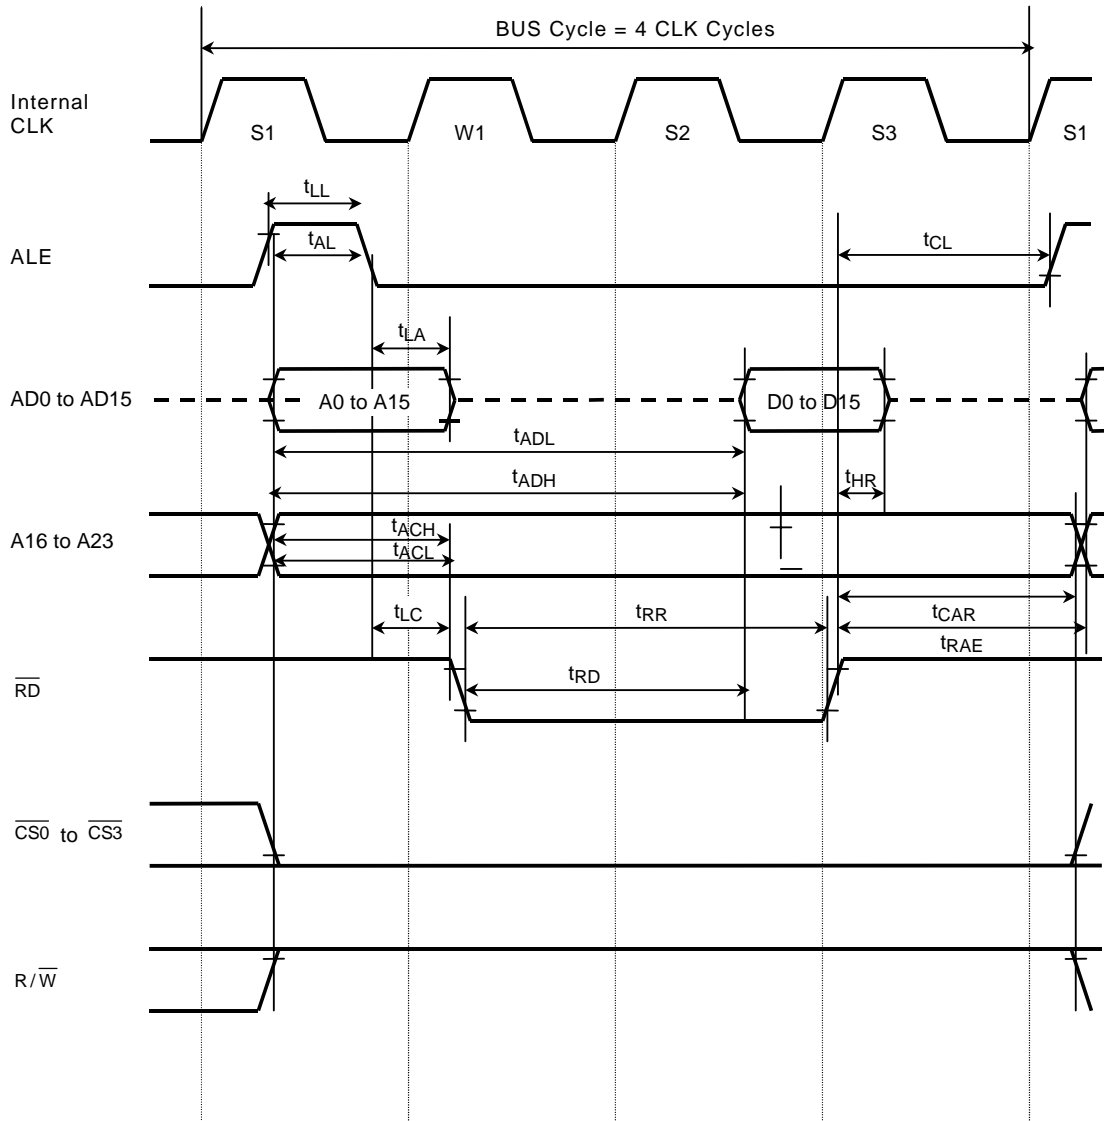 BUS Cycle = 4 CLK Cycles
Internal
CLK
S1
W1
S2
S3
S1
tLL
ALE
tAL
tCL
tLA
AD0 to AD15
A0 to A15
D0 to D15
tADL
tADH
tHR
A16 to A23
tACH
tACL
tLC
tRR
tCAR
tRAE
RD
tRD
CS0 to CS3
R/W